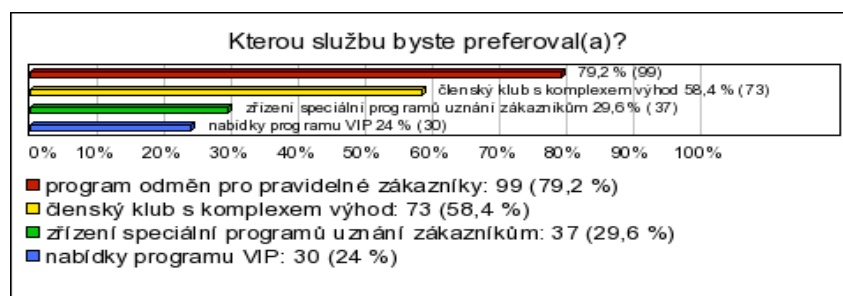 Kterou službu byste preferoval(a)?
79,2 % (99)
členský klub s komplexem výhod 58,4 % (73)
zřízení speciální programů uznání zákazníkům 29,6 % (37)
nabídky programu VIP 24 % (30)
0% 10% 20% 30% 40% 50% 60% 70% 80% 90% 100%
program odměn pro pravidelné zákazníky: 99 (79,2 %)
členský klub s komplexem výhod: 73 (58,4 %)
zřízení speciální programů uznání zákazníkům: 37 (29,6 %)
nabídky programu VIP: 30 (24 %)